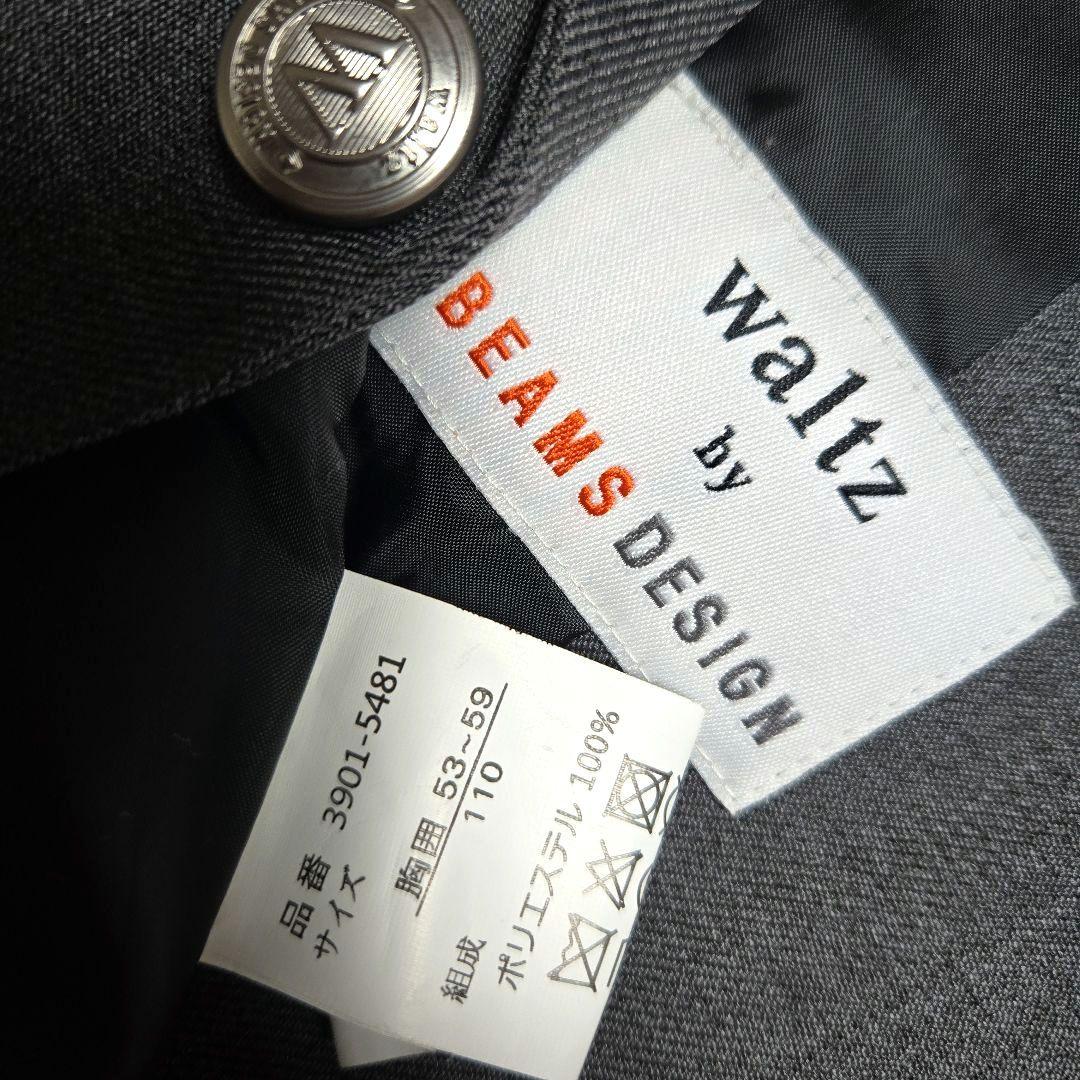 W
waltz
waltz
by
BEAMS DESIGN
品番 3901-5481
サイズ
胸囲 53~59
110
組成
ポリエステル 100%